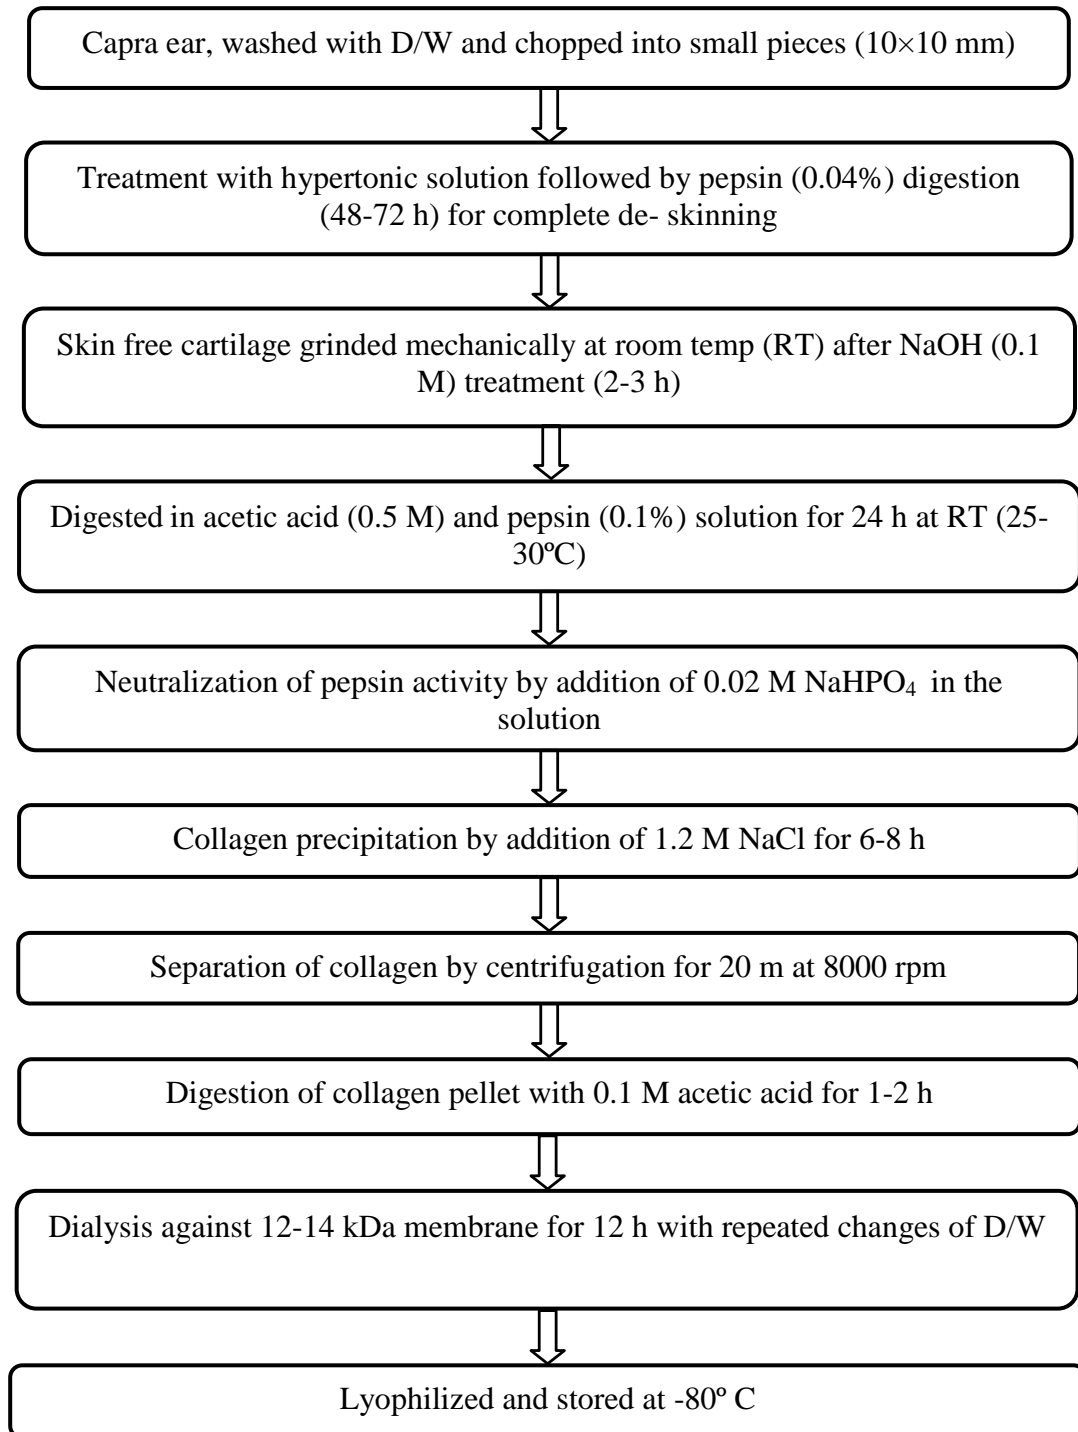 Capra ear, washed with D/W and chopped into small pieces (10×10 mm)
Treatment with hypertonic solution followed by pepsin (0.04%) digestion
(48-72 h) for complete de- skinning
Skin free cartilage grinded mechanically at room temp (RT) after NaOH (0.1
M) treatment (2-3 h)
Digested in acetic acid (0.5 M) and pepsin (0.1%) solution for 24 h at RT (25-
30ºC)
Neutralization of pepsin activity by addition of 0.02 M NaHPO₄ in the
solution
Collagen precipitation by addition of 1.2 M NaCl for 6-8 h
Separation of collagen by centrifugation for 20 m at 8000 rpm
Digestion of collagen pellet with 0.1 M acetic acid for 1-2 h
Dialysis against 12-14 kDa membrane for 12 h with repeated changes of D/W
Lyophilized and stored at -80º C